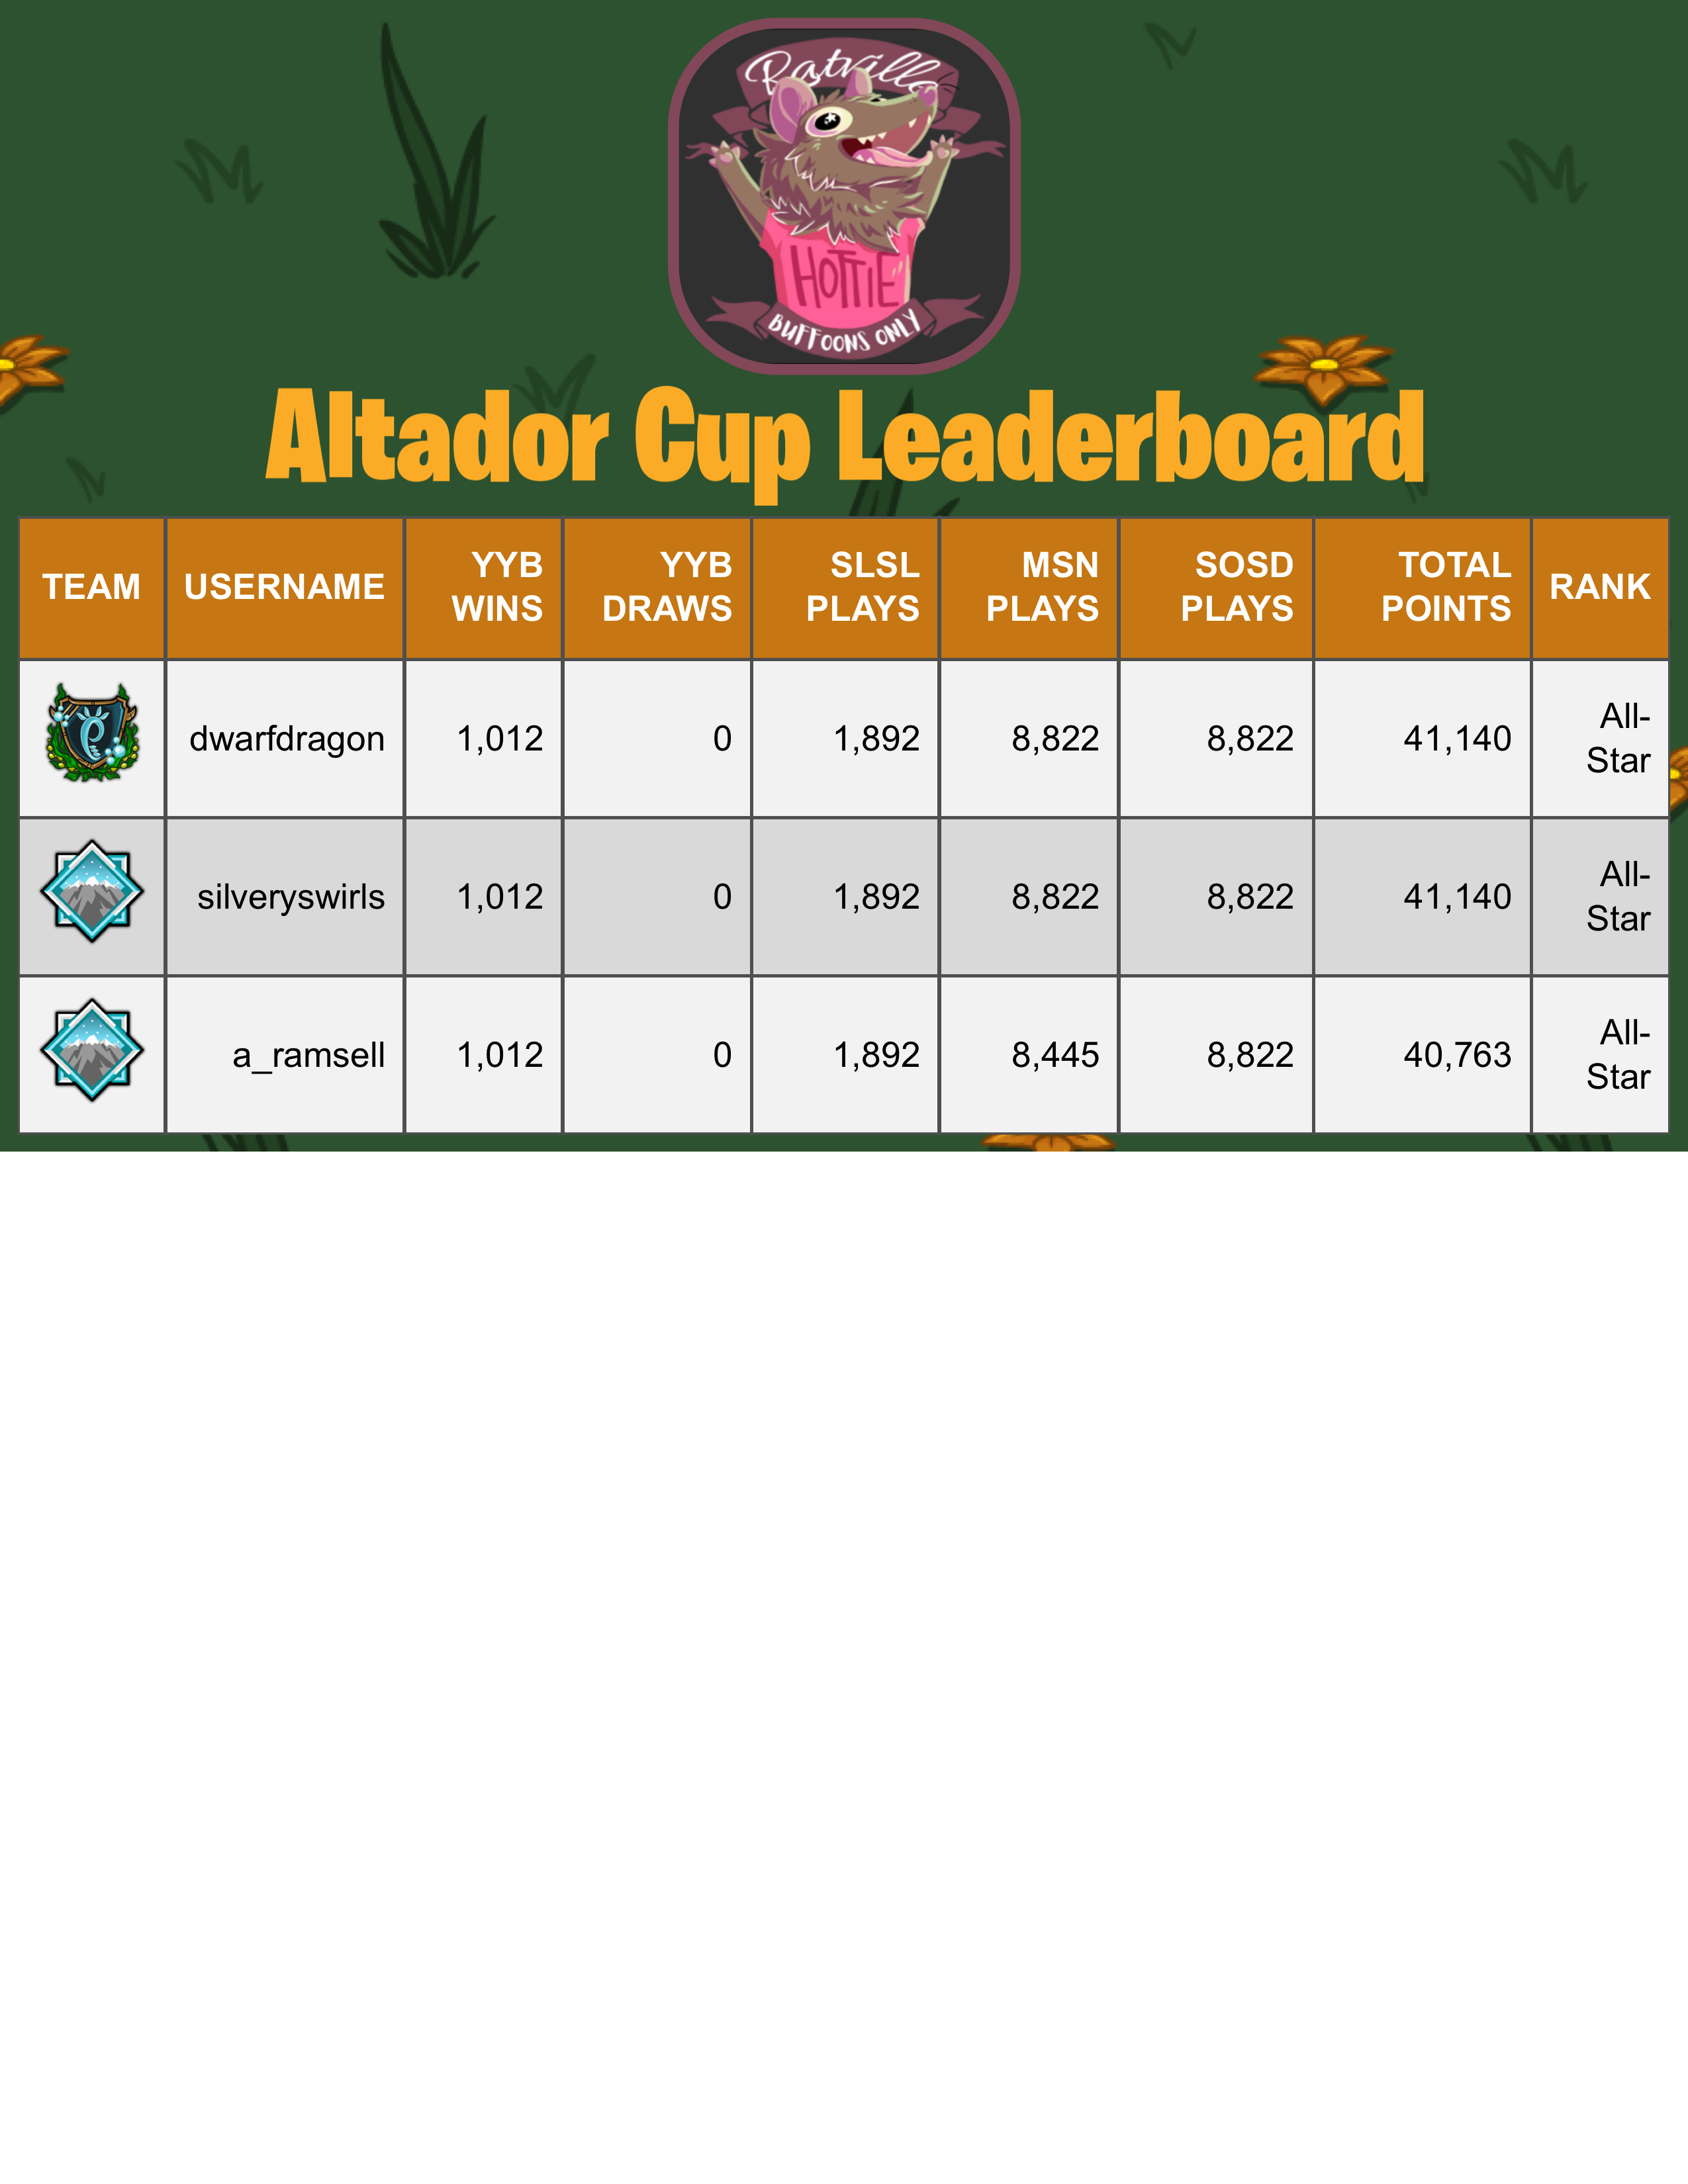 Ratville
HOTTIE
BUFFOONS ONLY
Altador Cup Leaderboard
TEAM USERNAME YYB WINS YYB DRAWS SLSL PLAYS MSN PLAYS SOSD PLAYS TOTAL POINTS RANK
dwarfdragon 1,012 0 1,892 8,822 8,822 41,140 All-Star
silveryswirls 1,012 0 1,892 8,822 8,822 41,140 All-Star
a_ramsell 1,012 0 1,892 8,445 8,822 40,763 All-Star